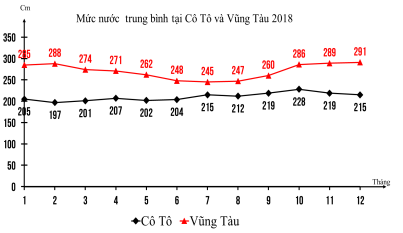 Cm
Mức nước trung bình tại Cô Tô và Vũng Tàu 2018
350
300
250
200
150
100
50
0
285 288 274 271 262 248 245 247 260 286 289 291
205 197 201 207 202 204 215 212 219 228 219 215
Tháng
1 2 3 4 5 6 7 8 9 10 11 12
Cô Tô Vũng Tàu